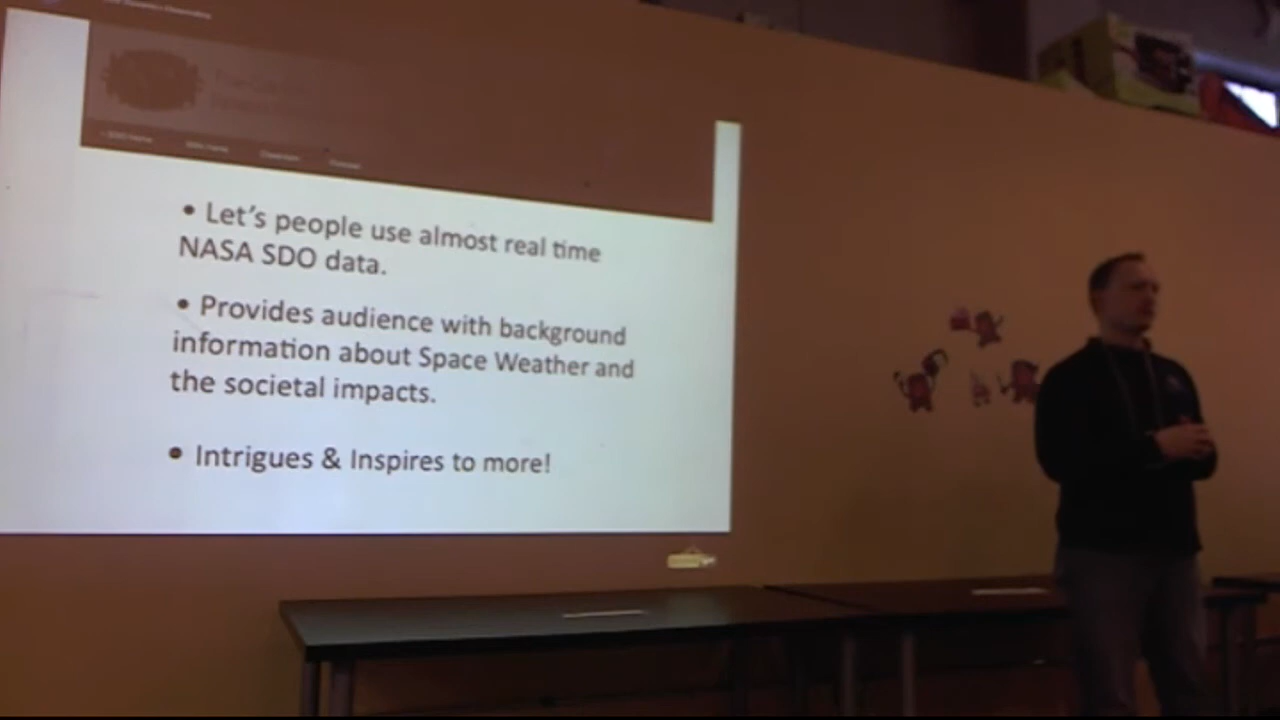 • Let's people use almost real time
NASA SDO data.
• Provides audience with background
information about Space Weather and
the societal impacts.
• Intrigues & Inspires to more!